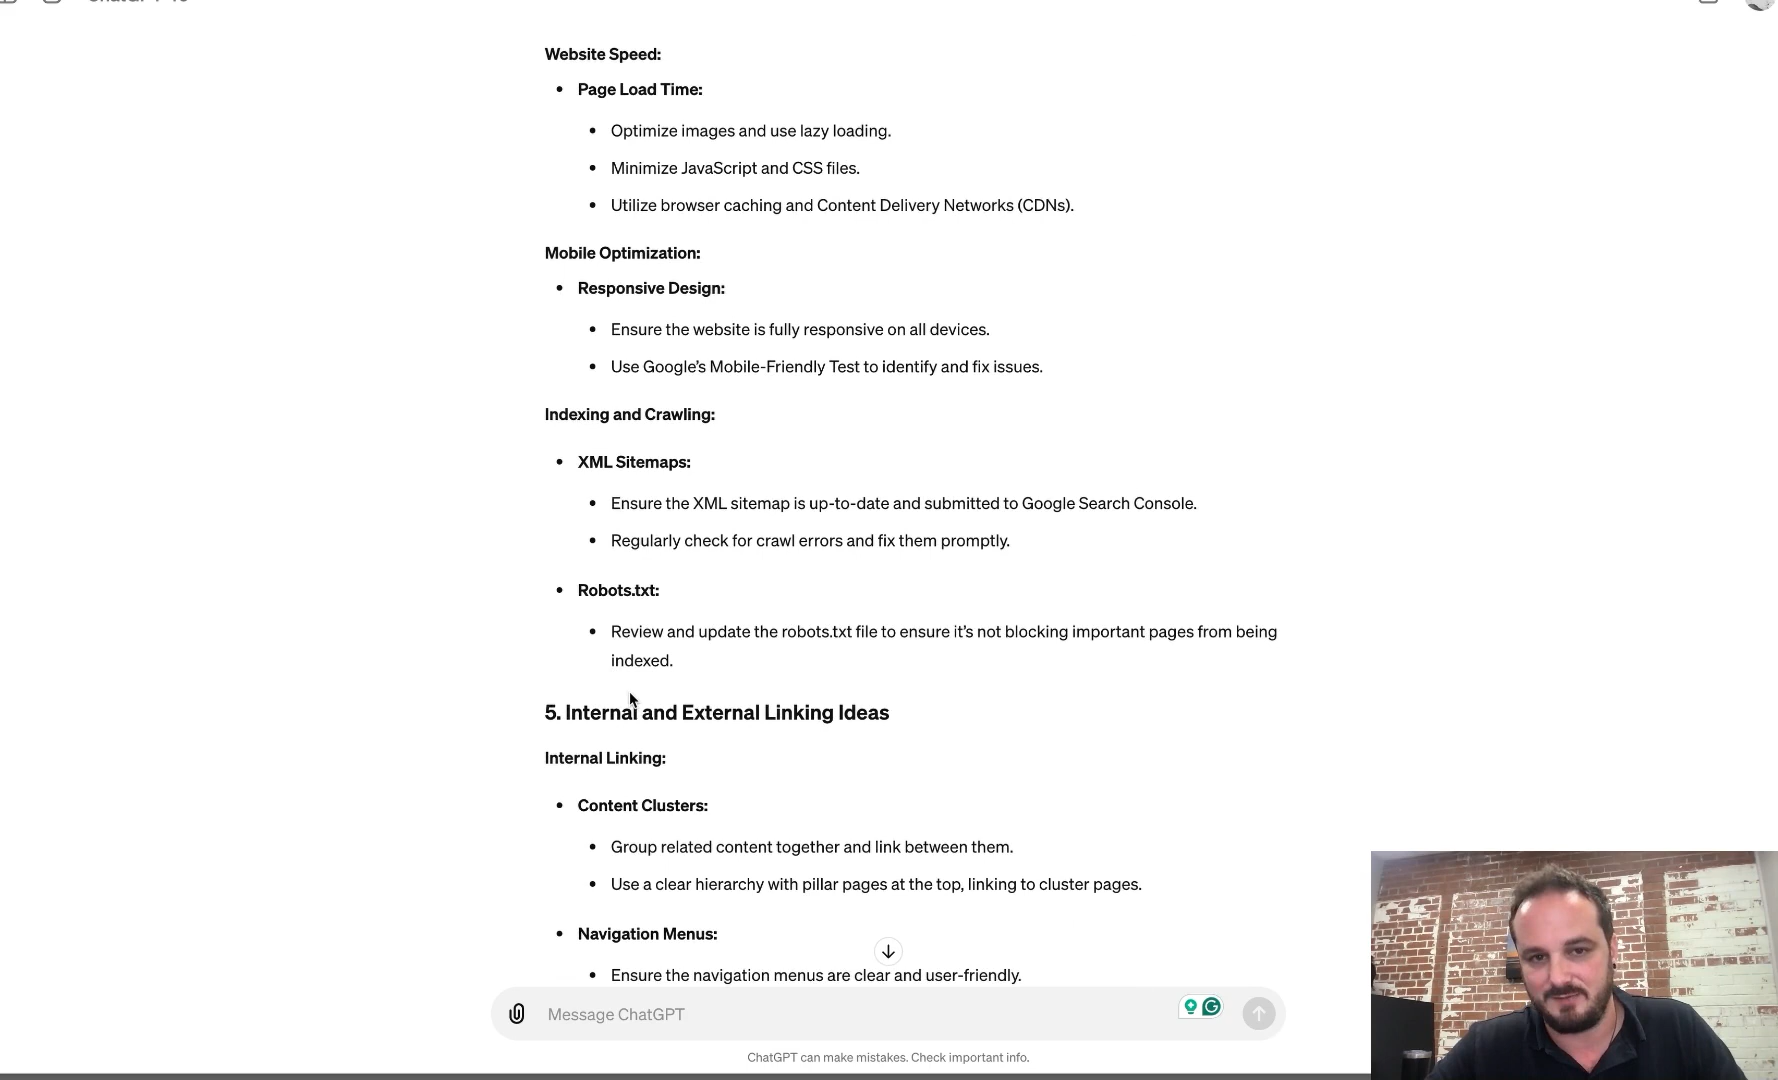 Website Speed:
• Page Load Time:
• Optimize images and use lazy loading.
• Minimize JavaScript and CSS files.
• Utilize browser caching and Content Delivery Networks (CDNs).
Mobile Optimization:
• Responsive Design:
• Ensure the website is fully responsive on all devices.
• Use Google’s Mobile-Friendly Test to identify and fix issues.
Indexing and Crawling:
• XML Sitemaps:
• Ensure the XML sitemap is up-to-date and submitted to Google Search Console.
• Regularly check for crawl errors and fix them promptly.
• Robots.txt:
• Review and update the robots.txt file to ensure it’s not blocking important pages from being
indexed.
5. Internal and External Linking Ideas
Internal Linking:
• Content Clusters:
• Group related content together and link between them.
• Use a clear hierarchy with pillar pages at the top, linking to cluster pages.
• Navigation Menus:
• Ensure the navigation menus are clear and user-friendly.
Message ChatGPT
ChatGPT can make mistakes. Check important info.